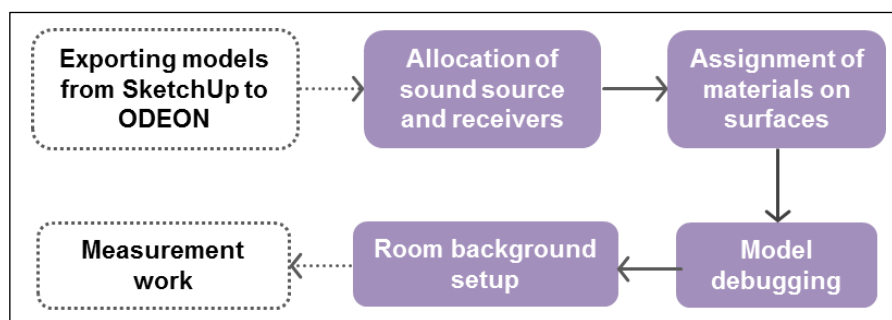 Exporting models
from SketchUp to
ODEON
Allocation of
sound source
and receivers
Assignment of
materials on
surfaces
Measurement
work
Room background
setup
Model
debugging